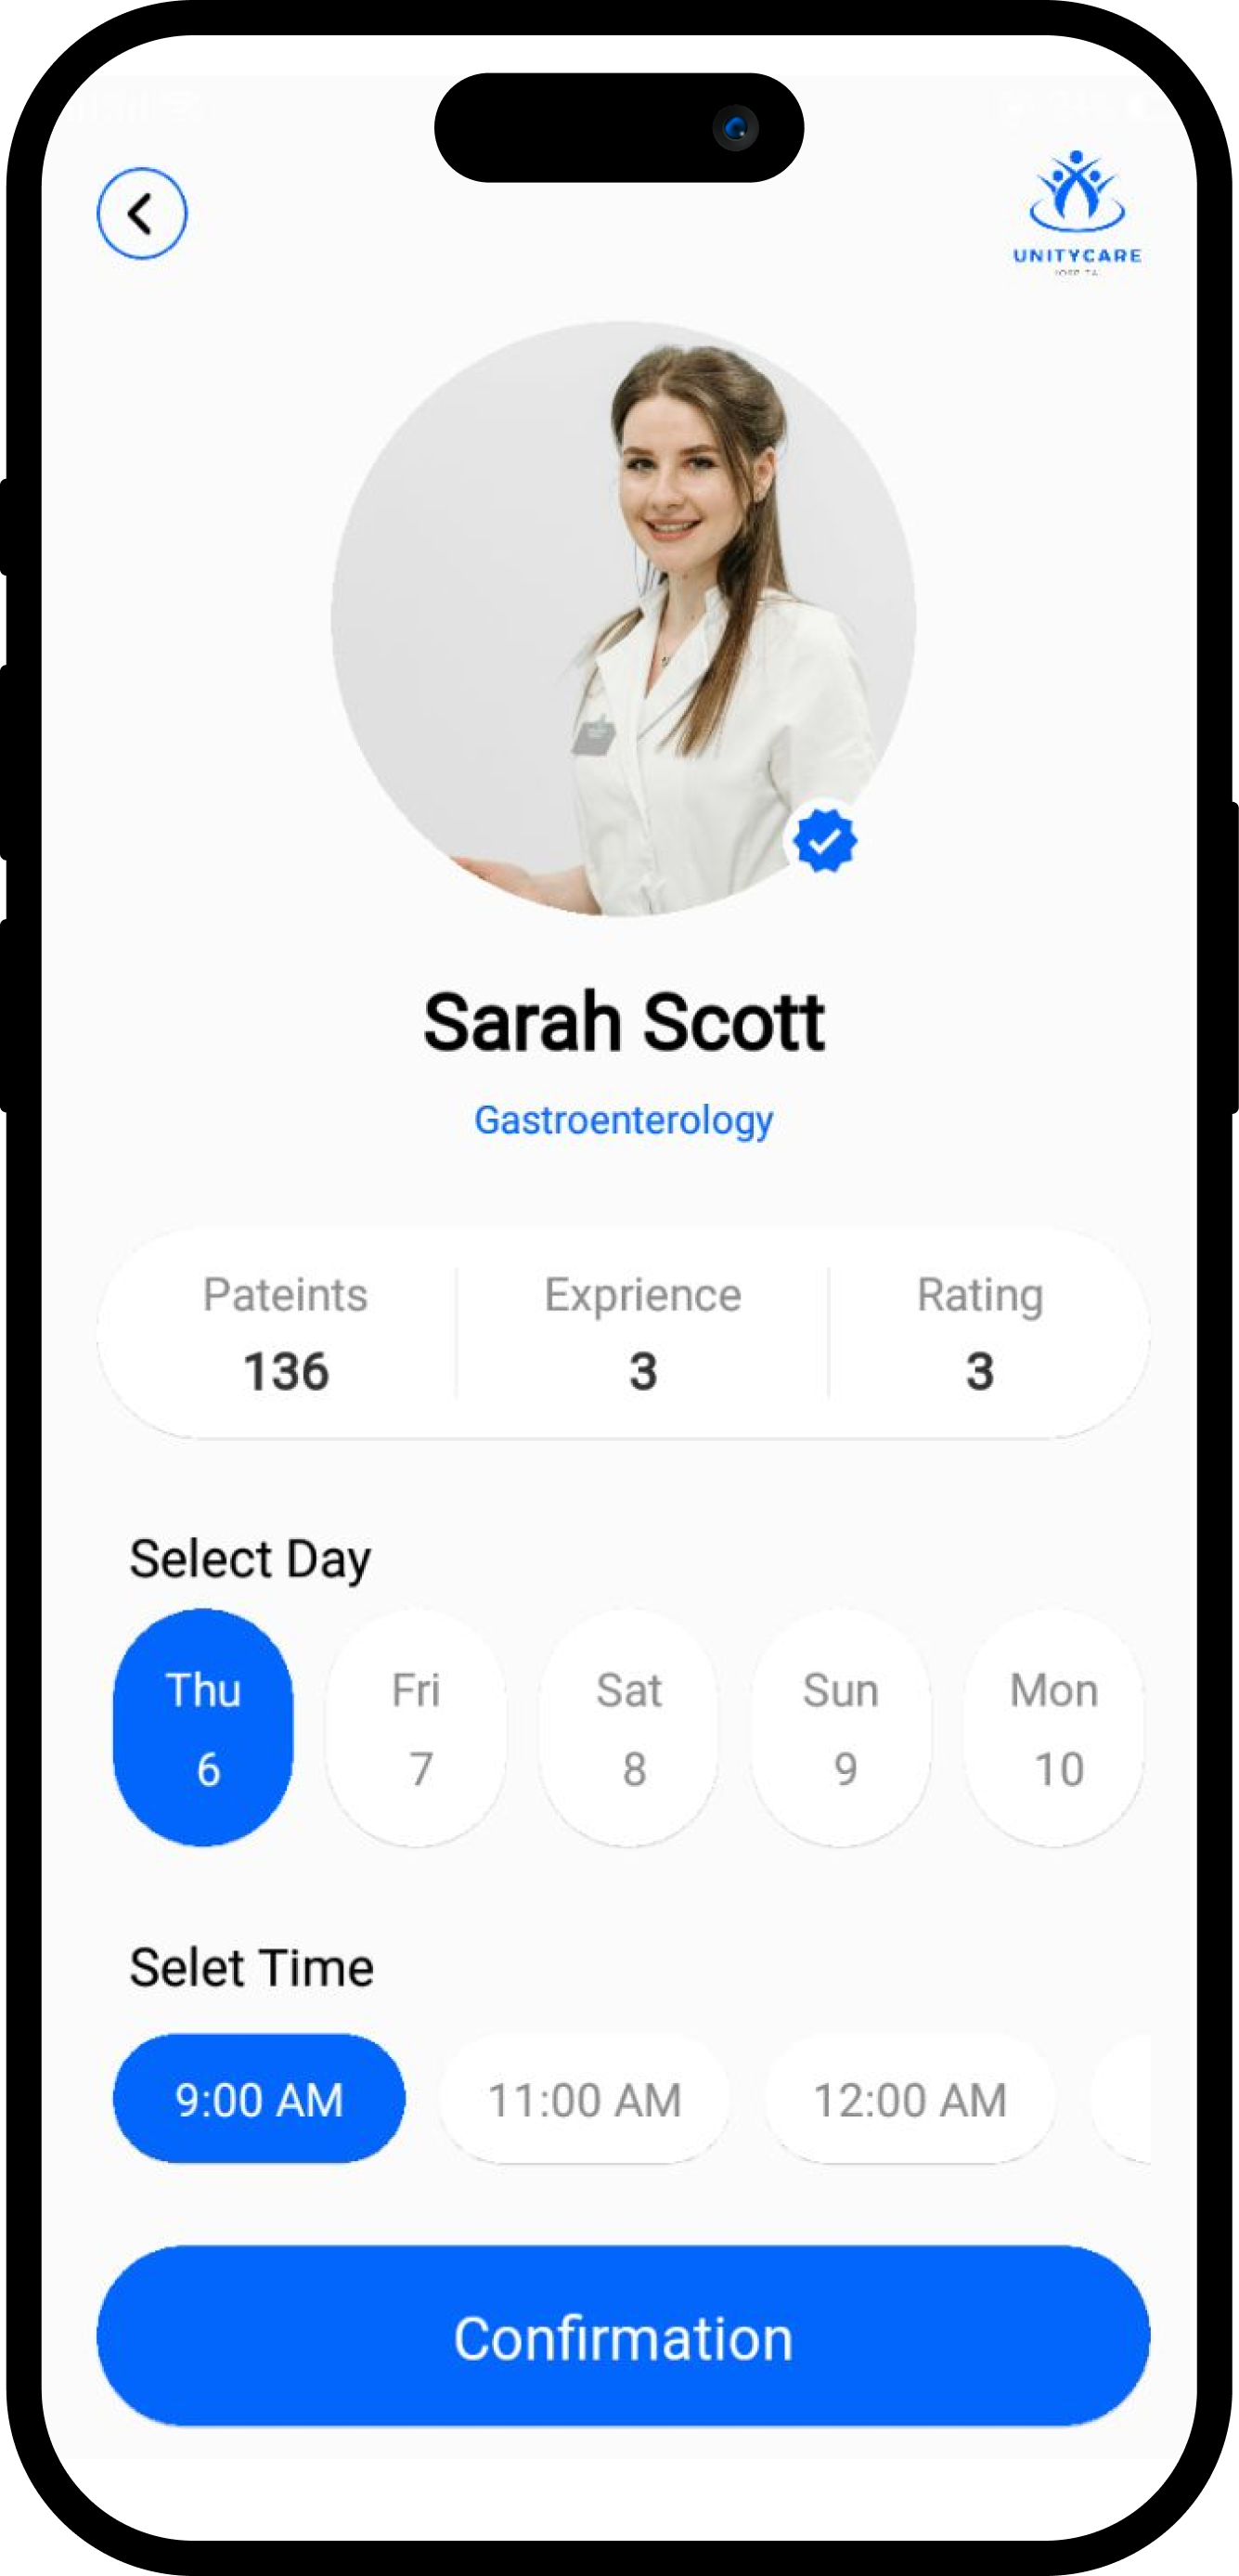 UNITYCARE
Sarah Scott
Gastroenterology
Pateints Exprience Rating
136 3 3
Select Day
Thu Fri Sat Sun Mon
6 7 8 9 10
Selet Time
9:00 AM 11:00 AM 12:00 AM
Confirmation